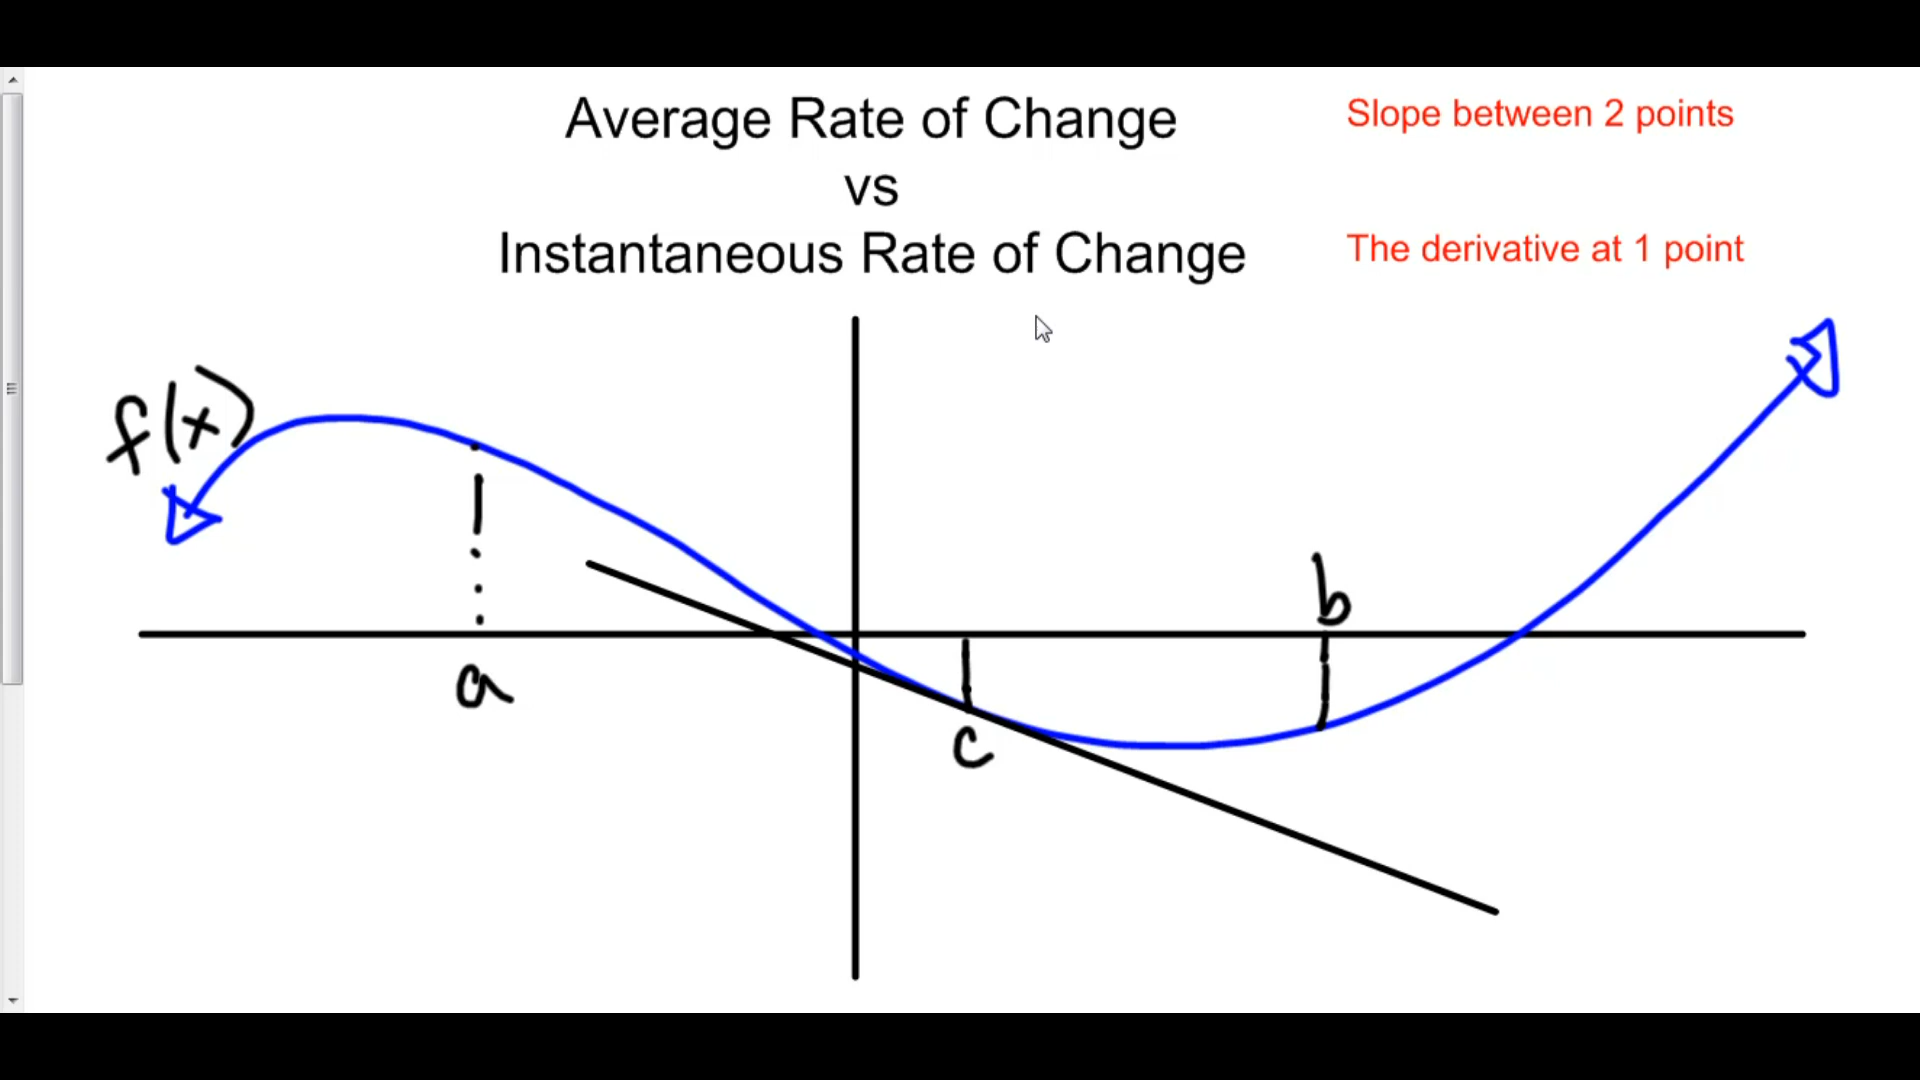 Average Rate of Change
Slope between 2 points
vs
Instantaneous Rate of Change
The derivative at 1 point
f(x)
b
a
c